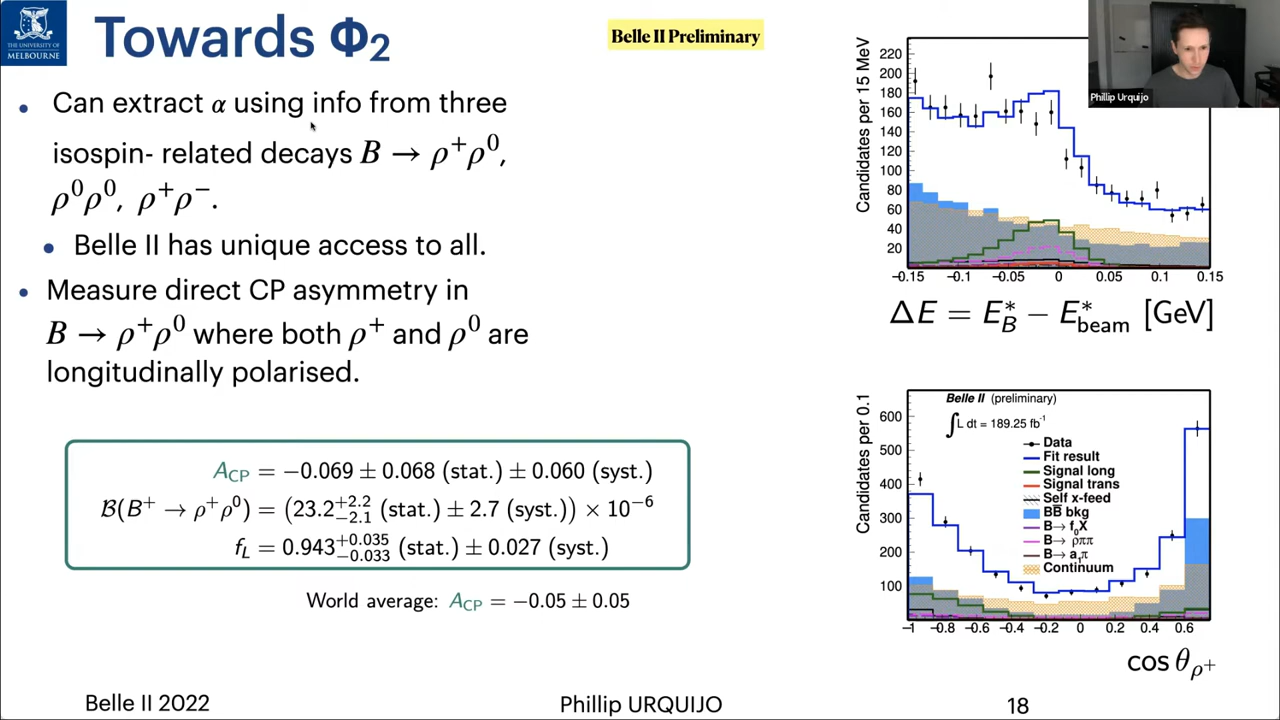 THE UNIVERSITY OF
MELBOURNE
Towards Φ₂
Belle II Preliminary
Phillip Urquijo
• Can extract α using info from three
isospin- related decays B → ρ⁺ρ⁰,
ρ⁰ρ⁰, ρ⁺ρ⁻.
• Belle II has unique access to all.
• Measure direct CP asymmetry in
B → ρ⁺ρ⁰ where both ρ⁺ and ρ⁰ are
longitudinally polarised.
A_CP = −0.069 ± 0.068 (stat.) ± 0.060 (syst.)
ℬ(B⁺ → ρ⁺ρ⁰) = (23.2^{+2.2}_{−2.1} (stat.) ± 2.7 (syst.)) × 10⁻⁶
f_L = 0.943^{+0.035}_{−0.033} (stat.) ± 0.027 (syst.)
World average: A_CP = −0.05 ± 0.05
Candidates per 15 MeV
220
200
180
160
140
120
100
80
60
40
20
−0.15 −0.1 −0.05 0 0.05 0.1 0.15
ΔE = E*_B − E*_beam [GeV]
Candidates per 0.1
600
500
400
300
200
100
Belle II (preliminary)
∫L dt = 189.25 fb⁻¹
Data
Fit result
Signal long
Signal trans
Self x-feed
BB̄ bkg
B→ f₀X
B→ ρππ
B→ a₁π
Continuum
−1 −0.8 −0.6 −0.4 −0.2 0 0.2 0.4 0.6
cos θ_ρ⁺
Belle II 2022
Phillip URQUIJO
18